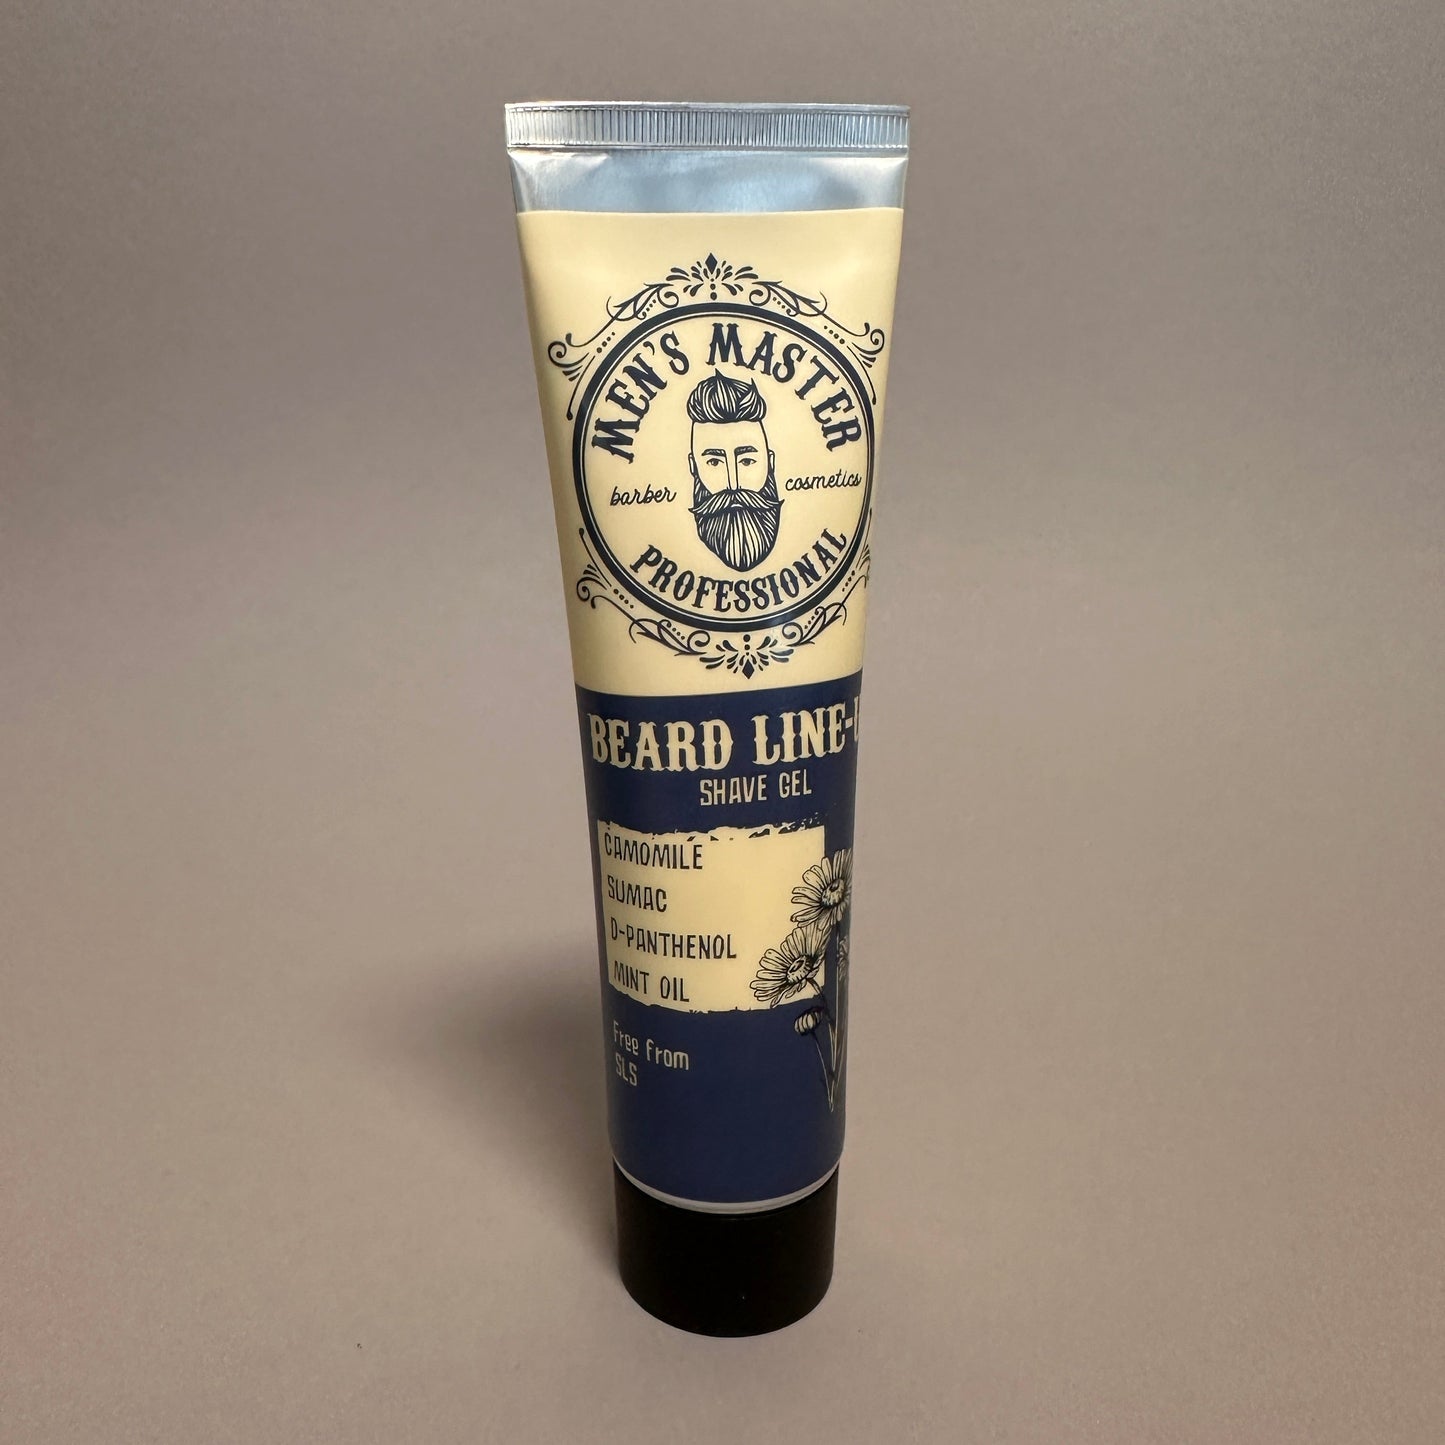 MEN'S MASTER
barber cosmetics
PROFESSIONAL
BEARD LINE-U
SHAVE GEL
CAMOMILE
SUMAC
D-PANTHENOL
MINT OIL
Free from
SLS